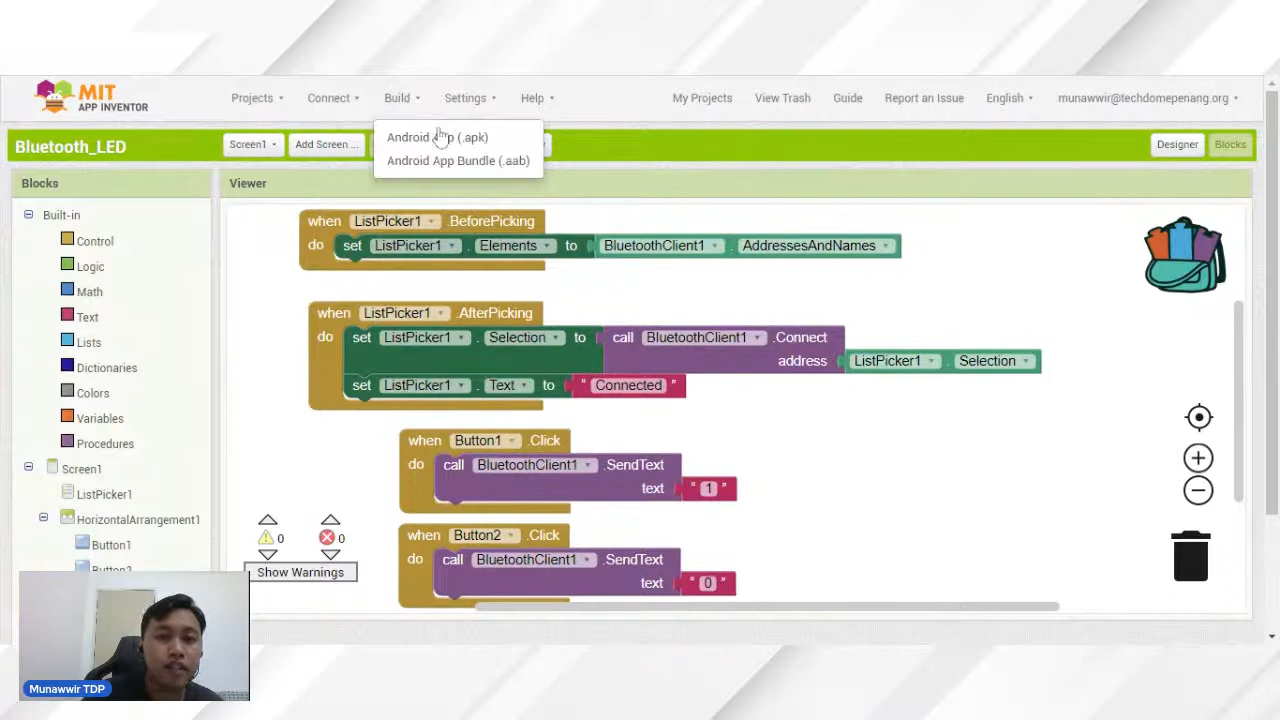 MIT
APP INVENTOR
Projects
Connect
Build
Settings
Help
My Projects
View Trash
Guide
Report an Issue
English
munawwir@techdomepenang.org
Android App (.apk)
Android App Bundle (.aab)
Bluetooth_LED
Screen1
Add Screen ...
Designer
Blocks
Blocks
Viewer
Built-in
Control
Logic
Math
Text
Lists
Dictionaries
Colors
Variables
Procedures
Screen1
ListPicker1
HorizontalArrangement1
Button1
Button2
when ListPicker1 .BeforePicking
do set ListPicker1 . Elements to BluetoothClient1 . AddressesAndNames
when ListPicker1 .AfterPicking
do set ListPicker1 . Selection to call BluetoothClient1 .Connect
address ListPicker1 . Selection
set ListPicker1 . Text to "Connected"
when Button1 .Click
do call BluetoothClient1 .SendText
text "1"
when Button2 .Click
do call BluetoothClient1 .SendText
text "0"
0
0
Show Warnings
Munawwir TDP